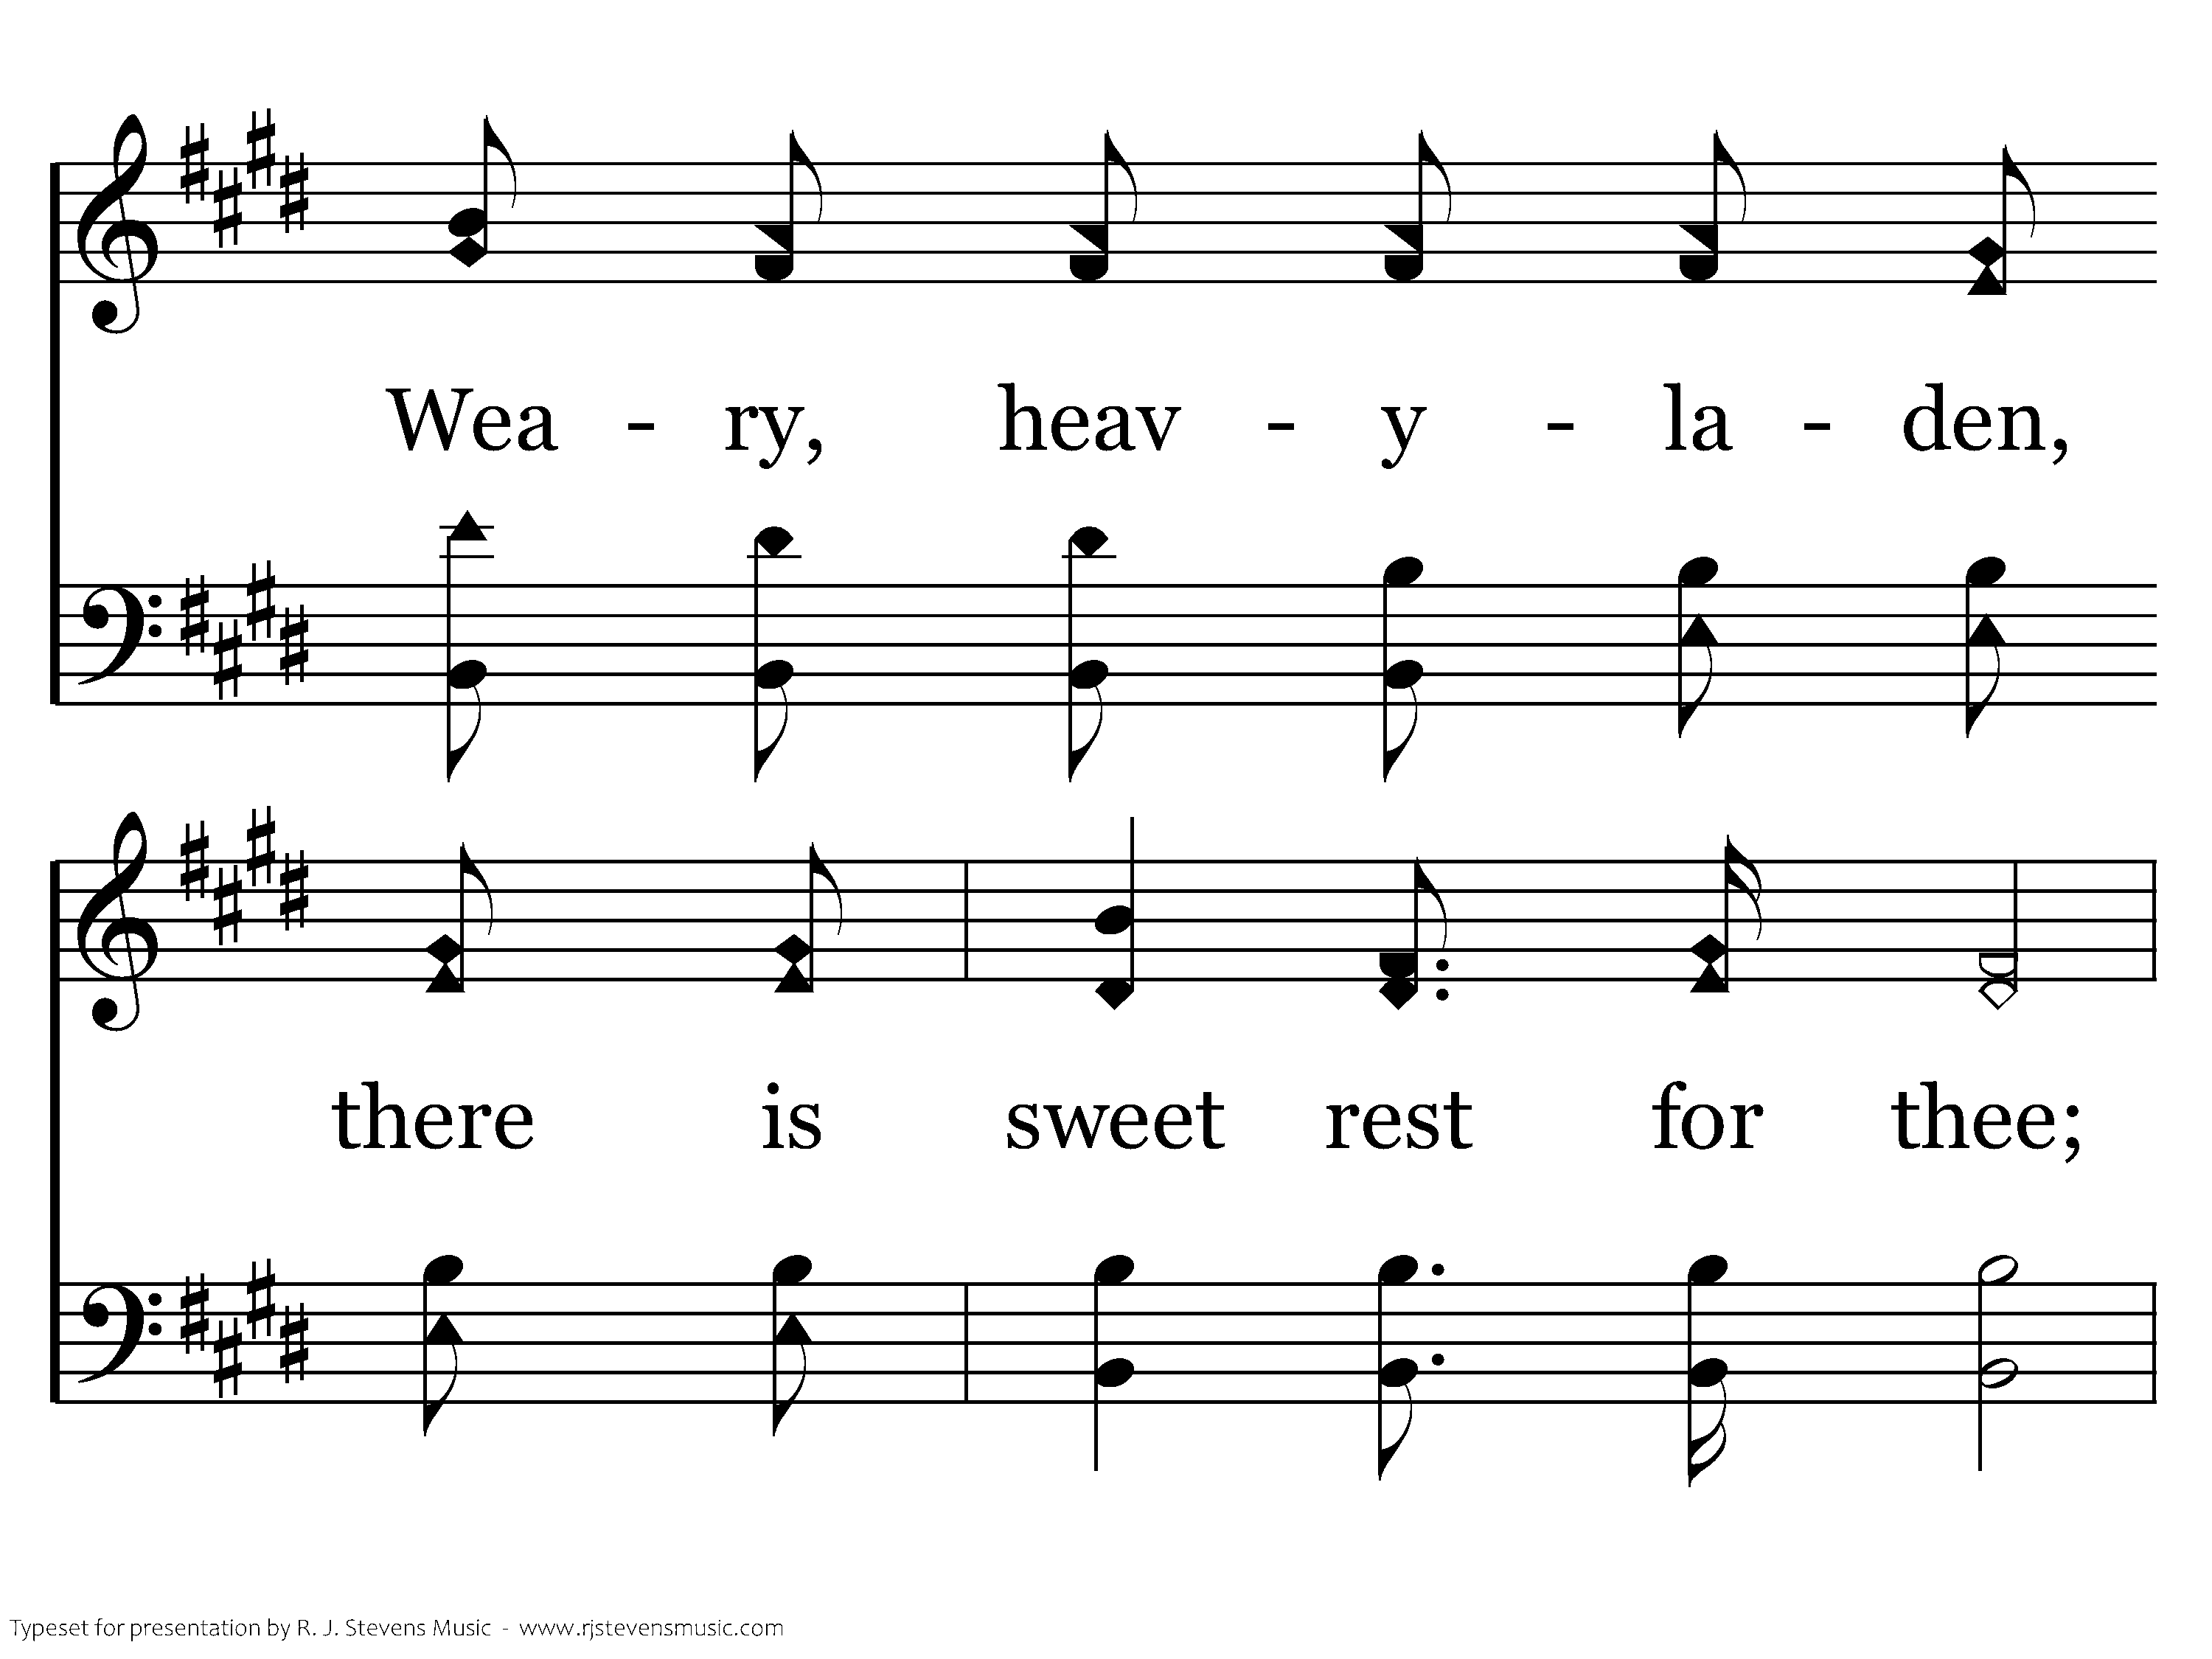 Wea - ry, heav - y - la - den,
there is sweet rest for thee;
Typeset for presentation by R. J. Stevens Music - www.rjstevensmusic.com